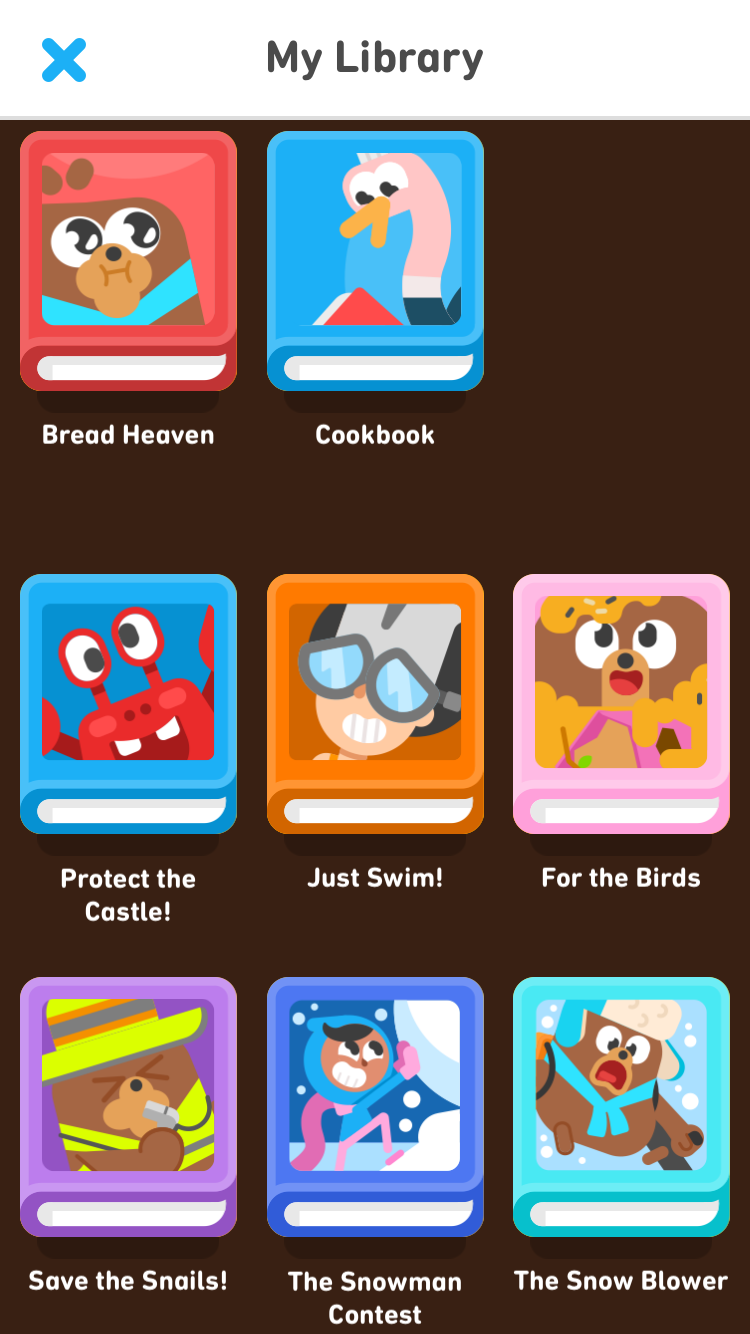 My Library
Bread Heaven
Cookbook
Protect the
Castle!
Just Swim!
For the Birds
Save the Snails!
The Snowman
Contest
The Snow Blower